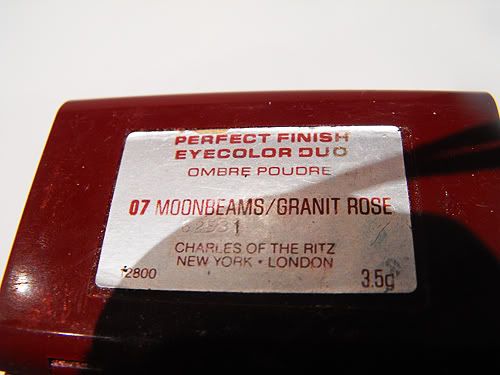 PERFECT FINISH
EYECOLOR DUO
OMBRE POUDRE
07 MOONBEAMS/GRANIT ROSE
CHARLES OF THE RITZ
NEW YORK • LONDON
12800 3.5g